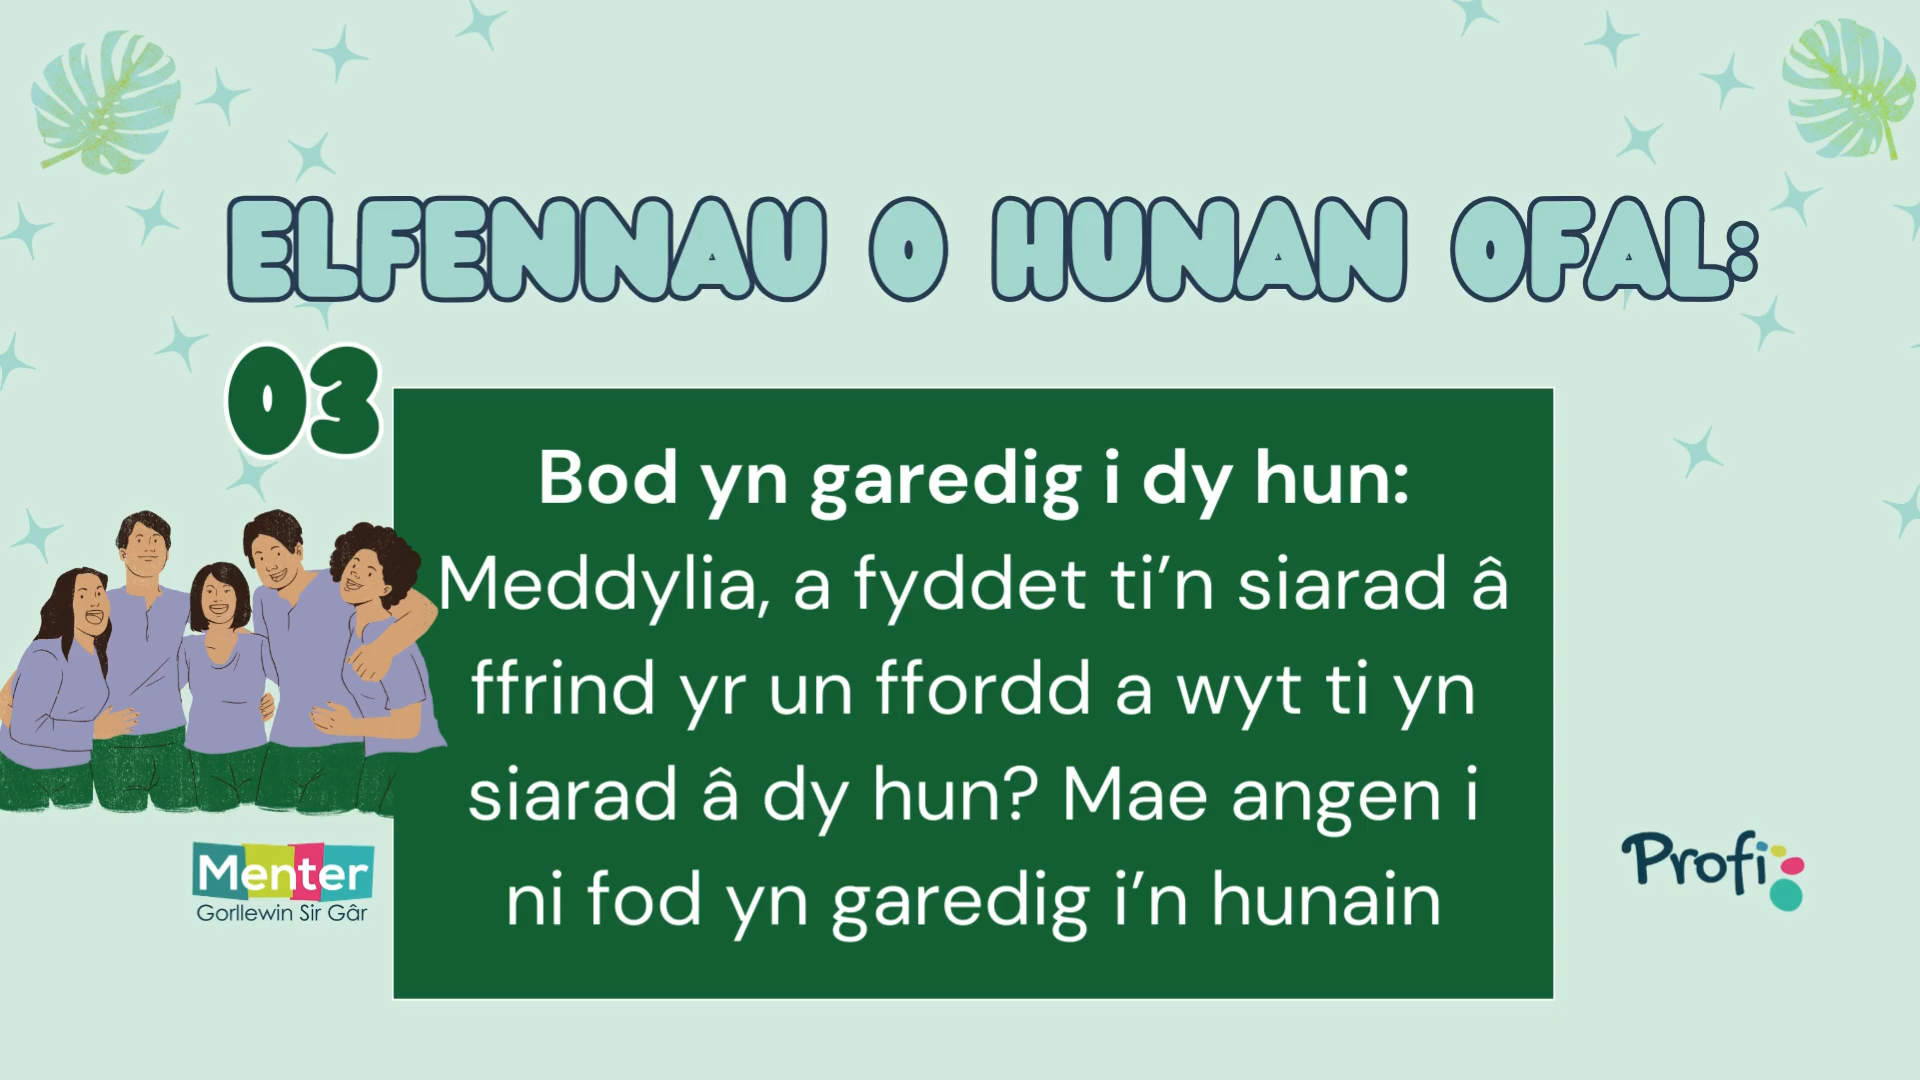 ELFENNAU O HUNAN OFAL:
03
Bod yn garedig i dy hun:
Meddylia, a fyddet ti’n siarad â
ffrind yr un ffordd a wyt ti yn
siarad â dy hun? Mae angen i
ni fod yn garedig i’n hunain
Menter
Gorllewin Sir Gâr
Profi